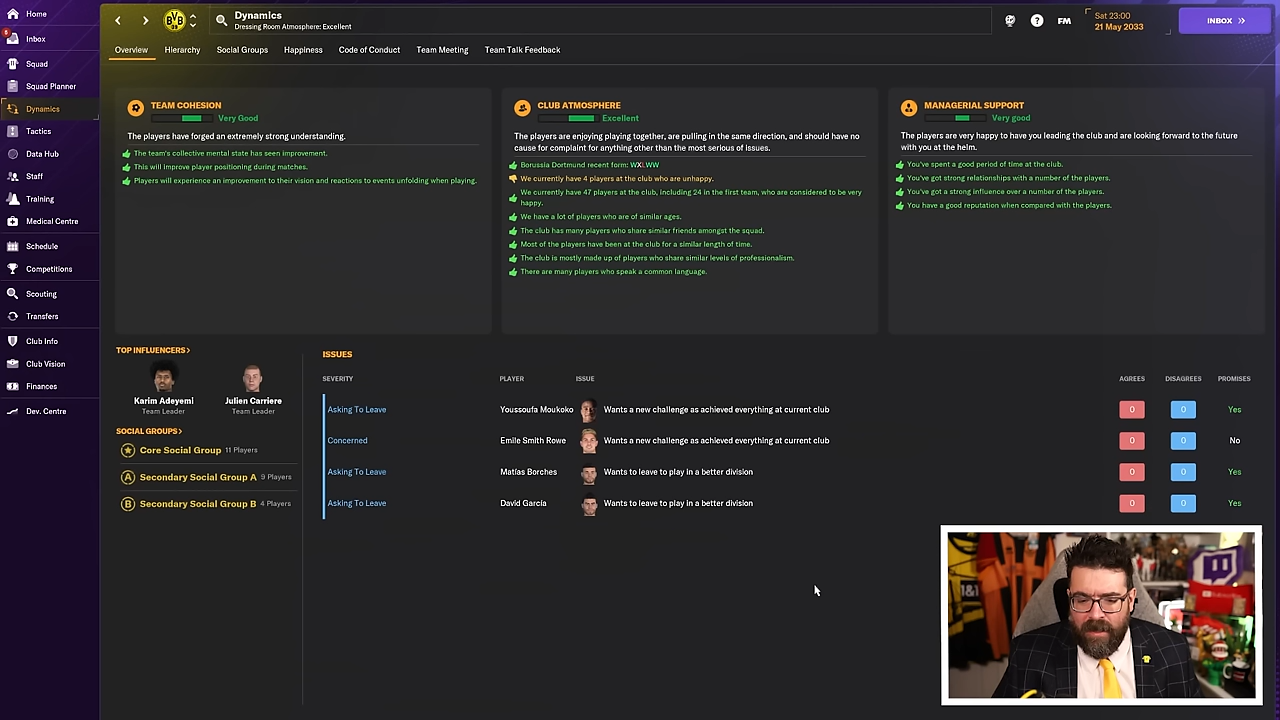 Home
6
Inbox
Squad
Squad Planner
Dynamics
Tactics
Data Hub
Staff
Training
Medical Centre
Schedule
Competitions
Scouting
Transfers
Club Info
Club Vision
Finances
Dev. Centre
BVB
09
Dynamics
Dressing Room Atmosphere: Excellent
?
FM
Sat 23:00
21 May 2033
INBOX
Overview Hierarchy Social Groups Happiness Code of Conduct Team Meeting Team Talk Feedback
TEAM COHESION
Very Good
The players have forged an extremely strong understanding.
The team's collective mental state has seen improvement.
This will improve player positioning during matches.
Players will experience an improvement to their vision and reactions to events unfolding when playing.
CLUB ATMOSPHERE
Excellent
The players are enjoying playing together, are pulling in the same direction, and should have no
cause for complaint for anything other than the most serious of issues.
Borussia Dortmund recent form: WXLWW
We currently have 4 players at the club who are unhappy.
We currently have 47 players at the club, including 24 in the first team, who are considered to be very
happy.
We have a lot of players who are of similar ages.
The club has many players who share similar friends amongst the squad.
Most of the players have been at the club for a similar length of time.
The club is mostly made up of players who share similar levels of professionalism.
There are many players who speak a common language.
MANAGERIAL SUPPORT
Very good
The players are very happy to have you leading the club and are looking forward to the future
with you at the helm.
You've spent a good period of time at the club.
You've got strong relationships with a number of the players.
You've got a strong influence over a number of the players.
You have a good reputation when compared with the players.
TOP INFLUENCERS>
Karim Adeyemi
Team Leader
Julien Carriere
Team Leader
SOCIAL GROUPS>
Core Social Group 11 Players
A Secondary Social Group A 9 Players
B Secondary Social Group B 4 Players
ISSUES
SEVERITY PLAYER ISSUE AGREES DISAGREES PROMISES
Asking To Leave Youssoufa Moukoko Wants a new challenge as achieved everything at current club 0 0 Yes
Concerned Emile Smith Rowe Wants a new challenge as achieved everything at current club 0 0 No
Asking To Leave Matías Borches Wants to leave to play in a better division 0 0 Yes
Asking To Leave David García Wants to leave to play in a better division 0 0 Yes
1&1